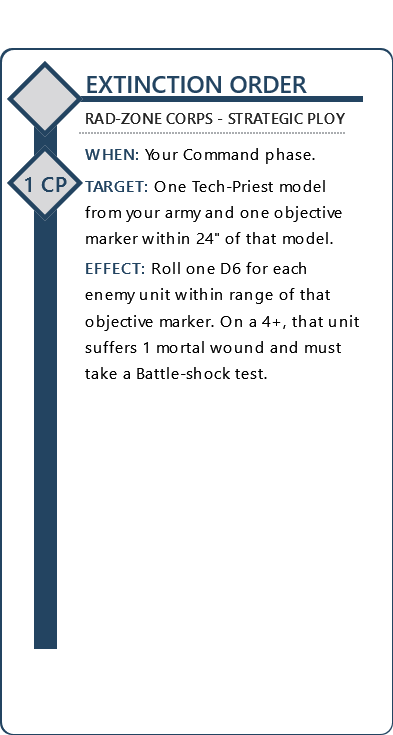 EXTINCTION ORDER
RAD-ZONE CORPS - STRATEGIC PLOY
WHEN: Your Command phase.
1 CP
TARGET: One Tech-Priest model
from your army and one objective
marker within 24" of that model.
EFFECT: Roll one D6 for each
enemy unit within range of that
objective marker. On a 4+, that unit
suffers 1 mortal wound and must
take a Battle-shock test.